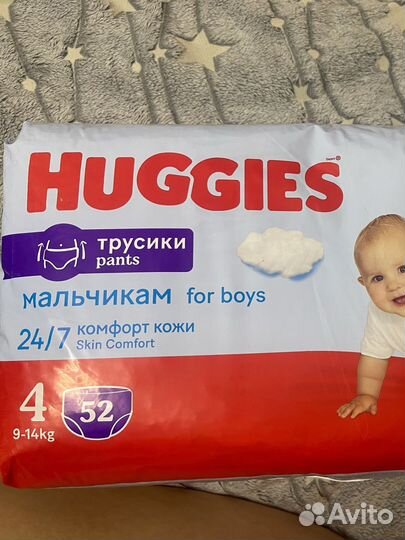 HUGGIES
трусики
pants
мальчикам for boys
24/7 комфорт кожи
Skin Comfort
4 52
9-14kg
Avito